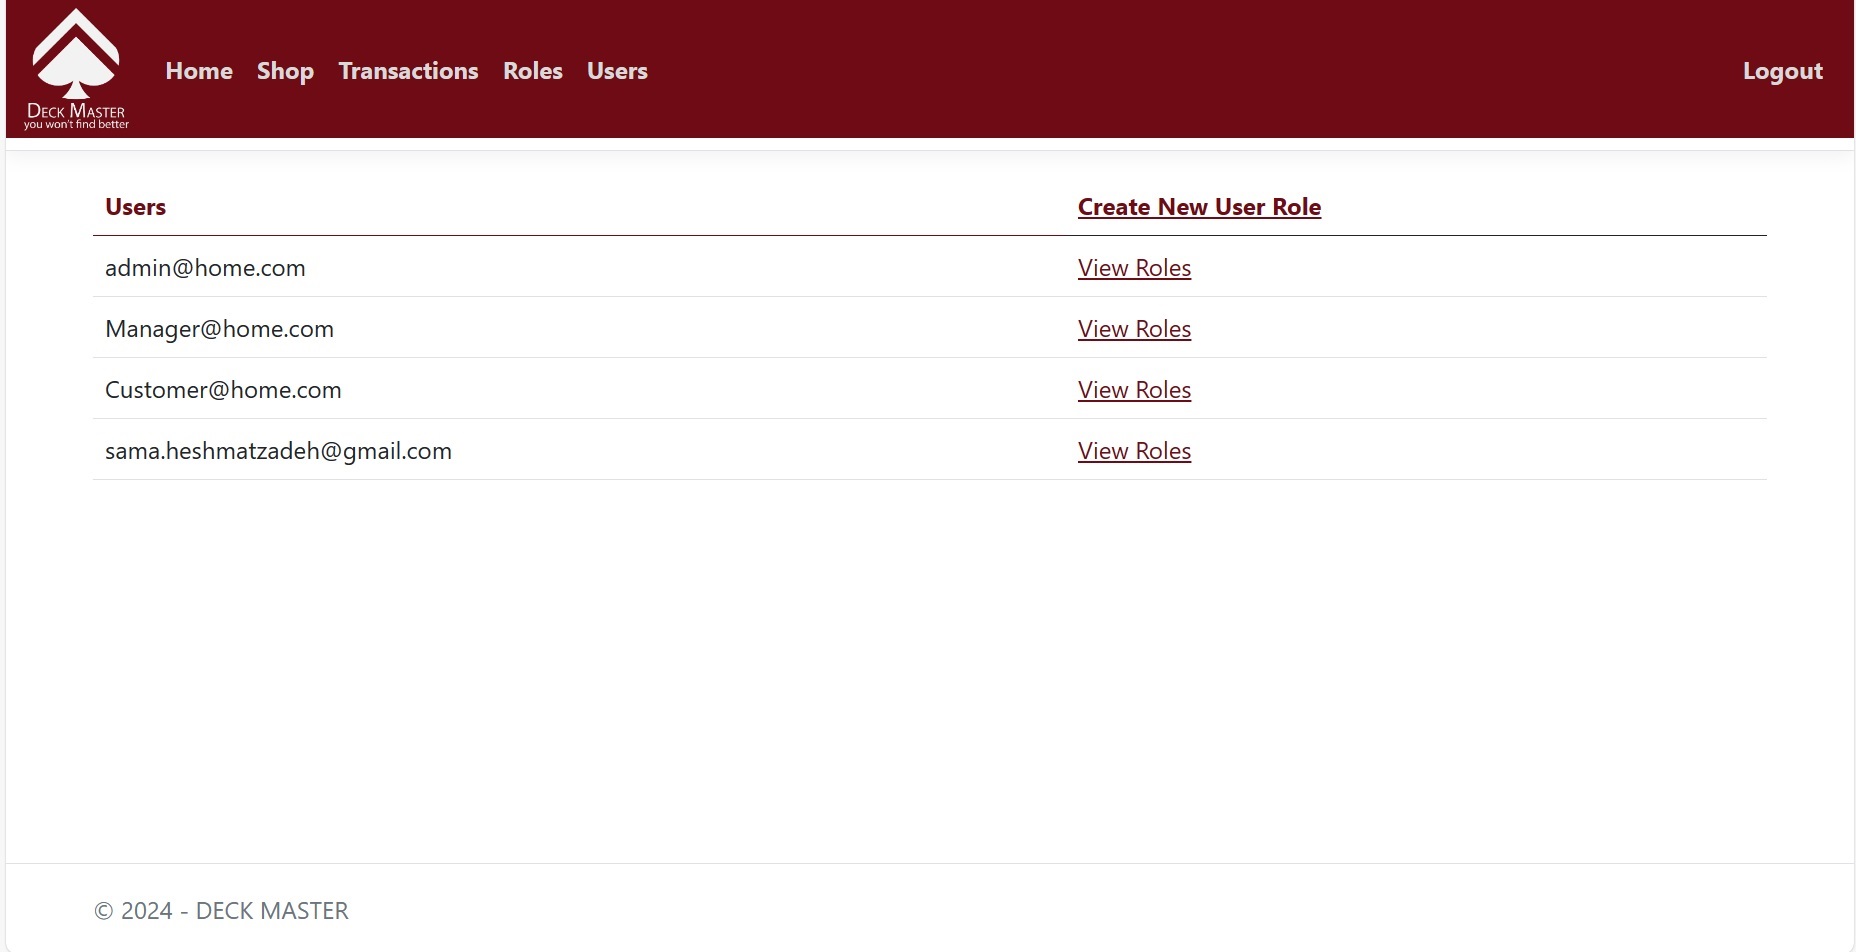 DECK MASTER
you won't find better
Home Shop Transactions Roles Users Logout
Users Create New User Role
admin@home.com View Roles
Manager@home.com View Roles
Customer@home.com View Roles
sama.heshmatzadeh@gmail.com View Roles
© 2024 - DECK MASTER